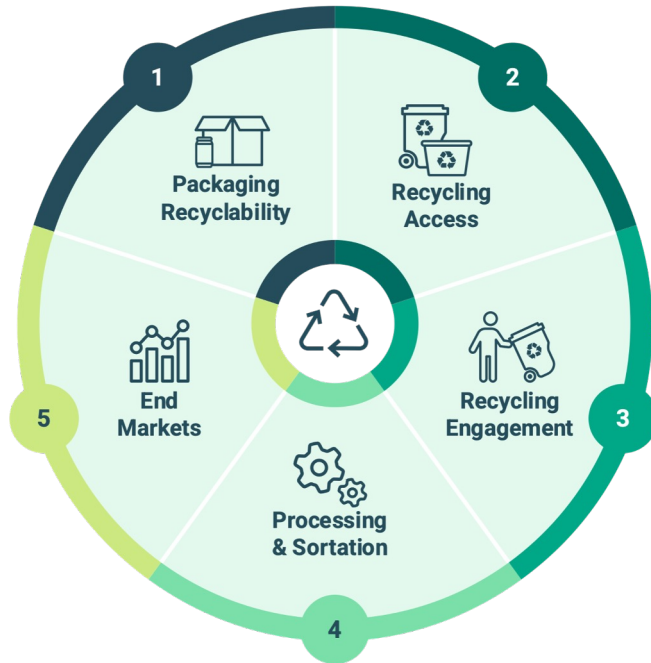 1
Packaging
Recyclability
2
Recycling
Access
3
Recycling
Engagement
4
Processing
& Sortation
5
End
Markets